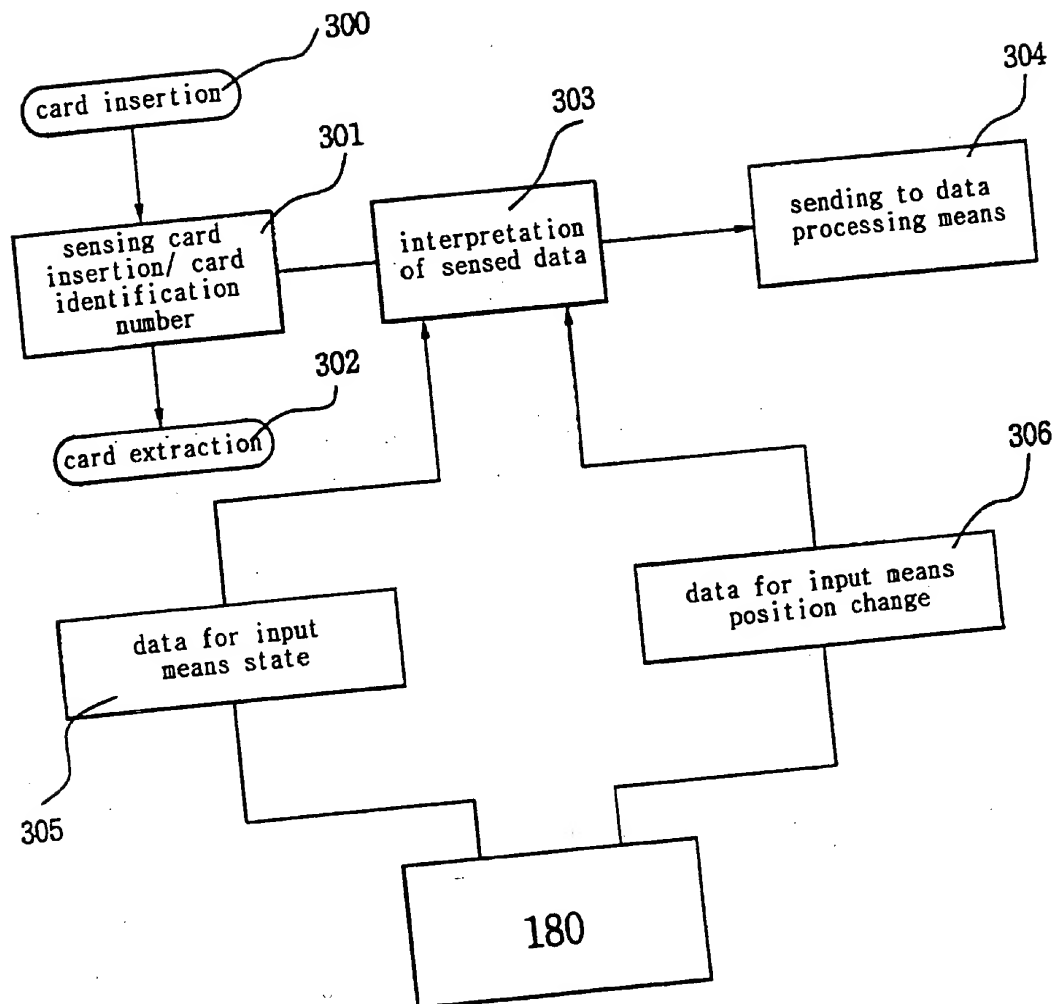 300
card insertion
301
sensing card
insertion/ card
identification
number
302
card extraction
303
interpretation
of sensed data
304
sending to data
processing means
305
data for input
means state
306
data for input means
position change
180